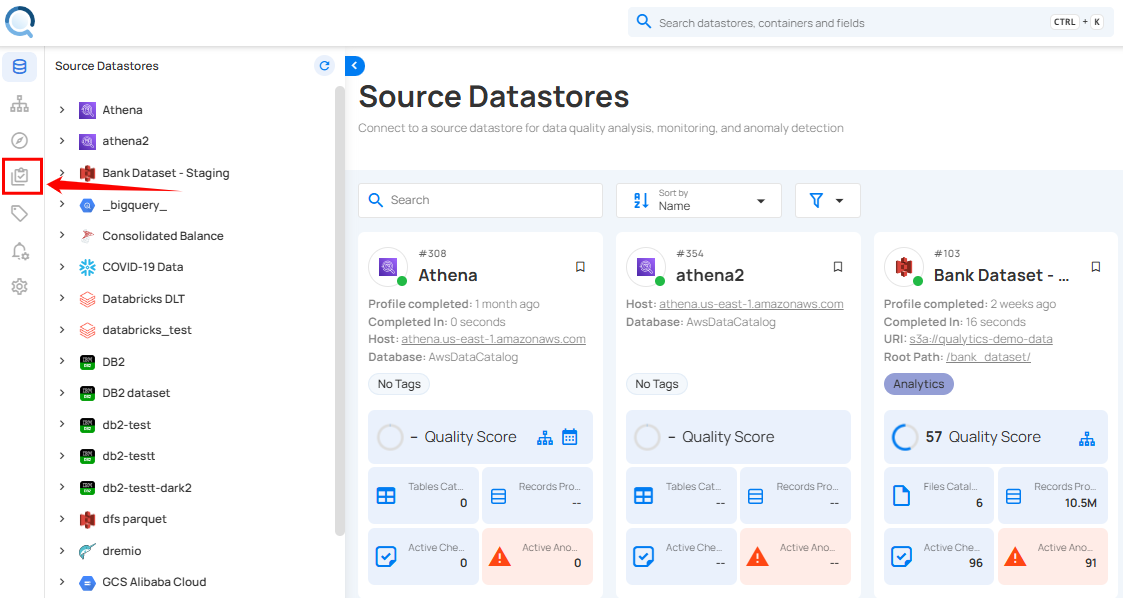 Search datastores, containers and fields
CTRL + K
Source Datastores
Athena
athena2
Bank Dataset - Staging
_bigquery_
Consolidated Balance
COVID-19 Data
Databricks DLT
databricks_test
DB2
DB2 dataset
db2-test
db2-testt
db2-testt-dark2
dfs parquet
dremio
GCS Alibaba Cloud
Source Datastores
Connect to a source datastore for data quality analysis, monitoring, and anomaly detection
Search
Sort by
Name
#308
Athena
Profile completed: 1 month ago
Completed In: 0 seconds
Host: athena.us-east-1.amazonaws.com
Database: AwsDataCatalog
No Tags
– Quality Score
Tables Cat...
0
Records Pro...
--
Active Che...
0
Active Ano...
0
#354
athena2
Host: athena.us-east-1.amazonaws.com
Database: AwsDataCatalog
No Tags
– Quality Score
Tables Cat...
--
Records Pro...
--
Active Che...
--
Active Ano...
--
#103
Bank Dataset - ...
Profile completed: 2 weeks ago
Completed In: 16 seconds
URI: s3a://qualytics-demo-data
Root Path: /bank_dataset/
Analytics
57 Quality Score
Files Catal...
6
Records Pro...
10.5M
Active Che...
96
Active Ano...
91